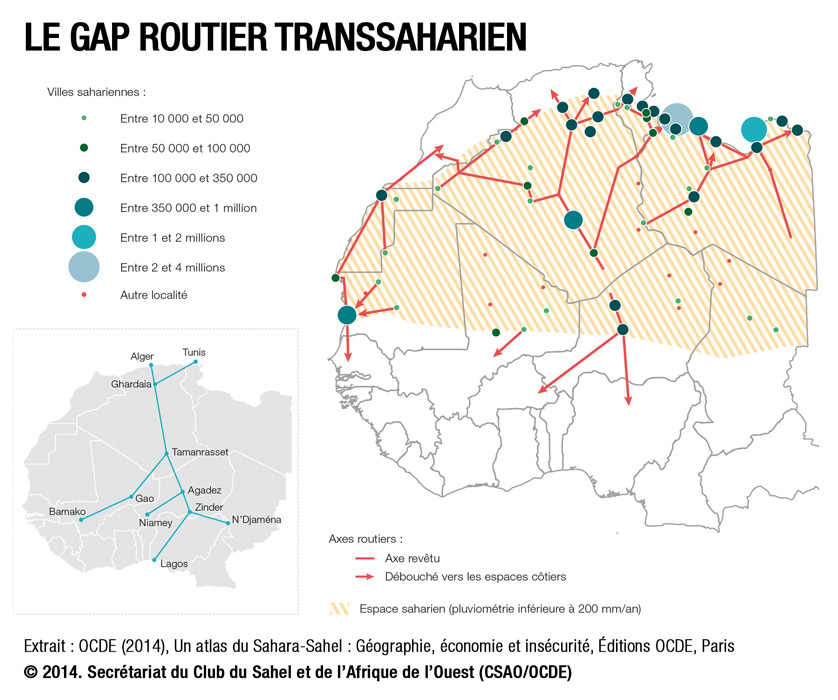 LE GAP ROUTIER TRANSSAHARIEN
Villes sahariennes :
Entre 10 000 et 50 000
Entre 50 000 et 100 000
Entre 100 000 et 350 000
Entre 350 000 et 1 million
Entre 1 et 2 millions
Entre 2 et 4 millions
Autre localité
Alger
Tunis
Ghardaia
Tamanrasset
Gao
Agadez
Bamako
Zinder
Niamey
N'Djaména
Lagos
Axes routiers :
Axe revêtu
Débouché vers les espaces côtiers
Espace saharien (pluviométrie inférieure à 200 mm/an)
Extrait : OCDE (2014), Un atlas du Sahara-Sahel : Géographie, économie et insécurité, Éditions OCDE, Paris
© 2014. Secrétariat du Club du Sahel et de l'Afrique de l'Ouest (CSAO/OCDE)